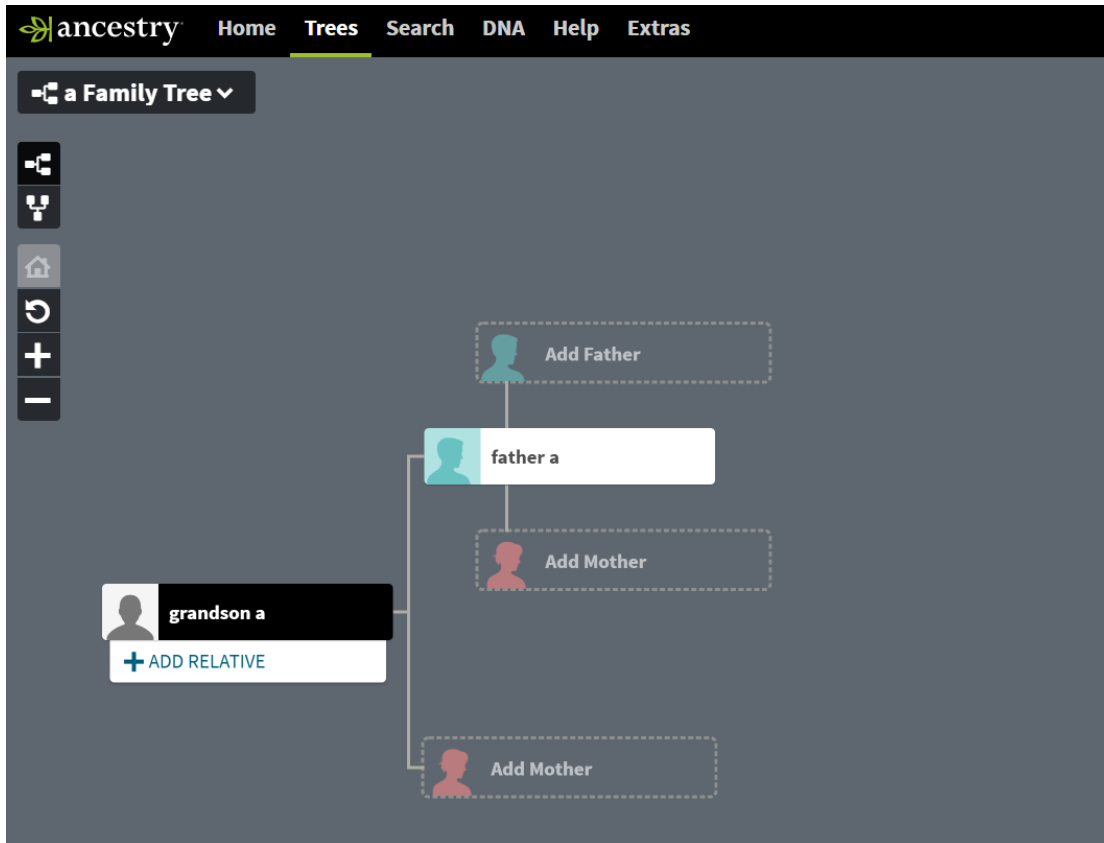 ancestry Home Trees Search DNA Help Extras
a Family Tree
Add Father
father a
Add Mother
grandson a
ADD RELATIVE
Add Mother